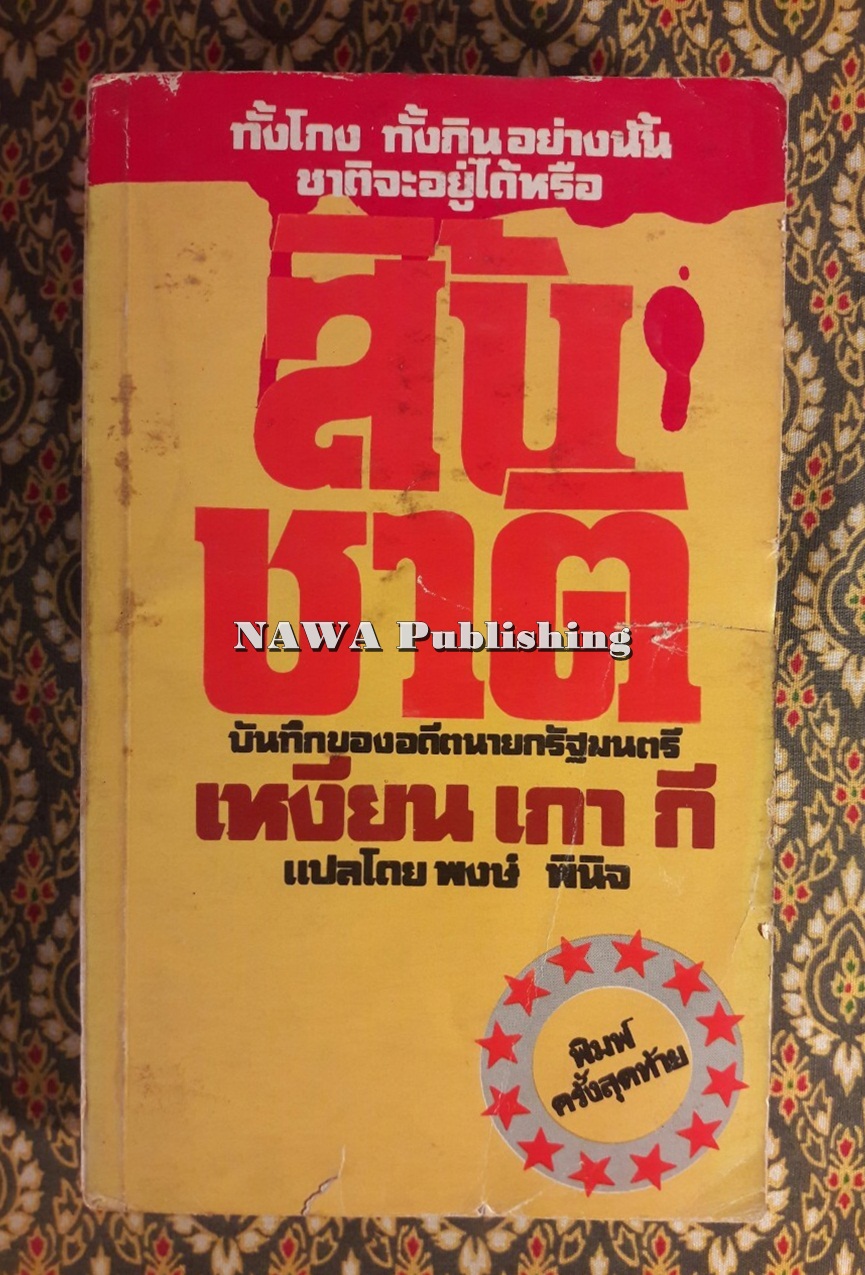 ทั้งโกง ทั้งกินอย่างนั้น
ชาติจะอยู่ได้หรือ
สิ้น
ชาติ
NAWA Publishing
บันทึกของอดีตนายกรัฐมนตรี
เหงียน เกา กี
แปลโดย พงษ์ พินิจ
พิมพ์
ครั้งสุดท้าย